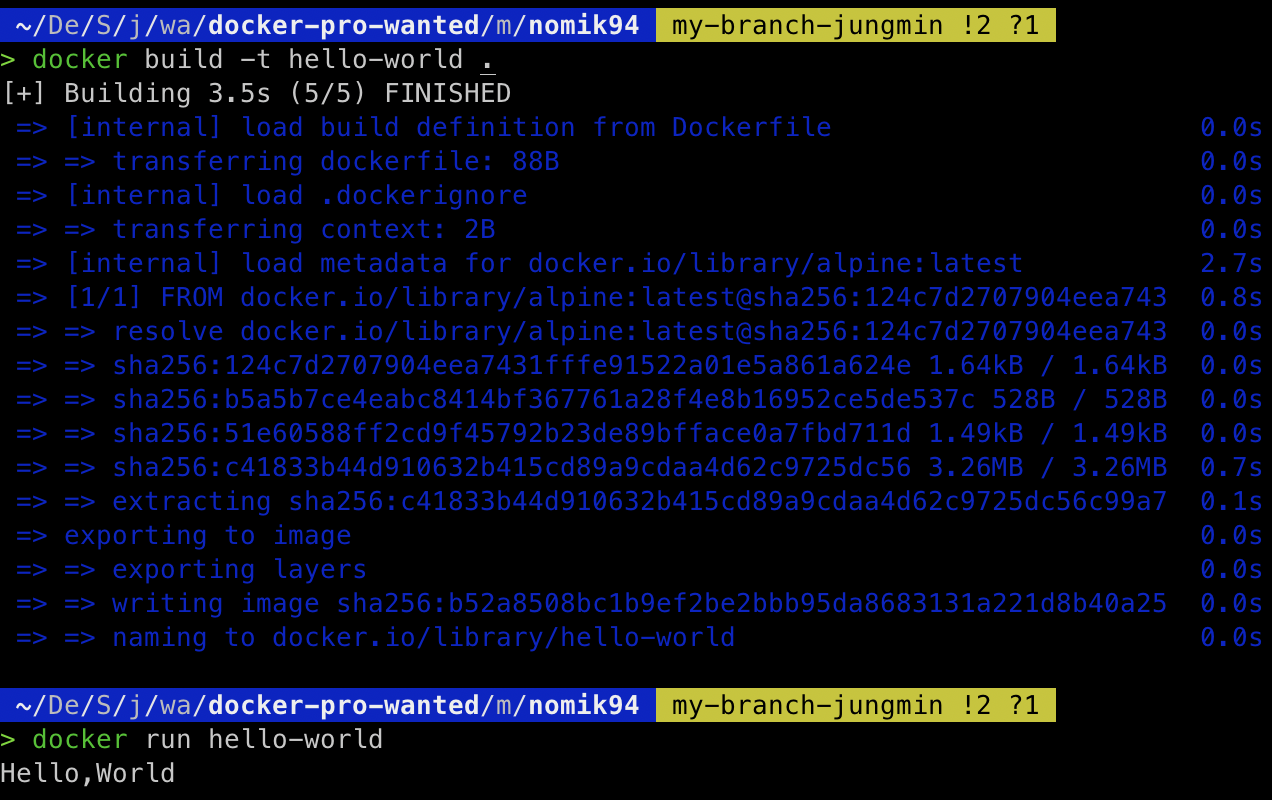 ~/De/S/j/wa/docker-pro-wanted/m/nomik94 my-branch-jungmin !2 ?1
> docker build -t hello-world .
[+] Building 3.5s (5/5) FINISHED
=> [internal] load build definition from Dockerfile 0.0s
=> => transferring dockerfile: 88B 0.0s
=> [internal] load .dockerignore 0.0s
=> => transferring context: 2B 0.0s
=> [internal] load metadata for docker.io/library/alpine:latest 2.7s
=> [1/1] FROM docker.io/library/alpine:latest@sha256:124c7d2707904eea743 0.8s
=> => resolve docker.io/library/alpine:latest@sha256:124c7d2707904eea743 0.0s
=> => sha256:124c7d2707904eea7431fffe91522a01e5a861a624e 1.64kB / 1.64kB 0.0s
=> => sha256:b5a5b7ce4eabc8414bf367761a28f4e8b16952ce5de537c 528B / 528B 0.0s
=> => sha256:51e60588ff2cd9f45792b23de89bfface0a7fbd711d 1.49kB / 1.49kB 0.0s
=> => sha256:c41833b44d910632b415cd89a9cdaa4d62c9725dc56 3.26MB / 3.26MB 0.7s
=> => extracting sha256:c41833b44d910632b415cd89a9cdaa4d62c9725dc56c99a7 0.1s
=> exporting to image 0.0s
=> => exporting layers 0.0s
=> => writing image sha256:b52a8508bc1b9ef2be2bbb95da8683131a221d8b40a25 0.0s
=> => naming to docker.io/library/hello-world 0.0s
~/De/S/j/wa/docker-pro-wanted/m/nomik94 my-branch-jungmin !2 ?1
> docker run hello-world
Hello,World